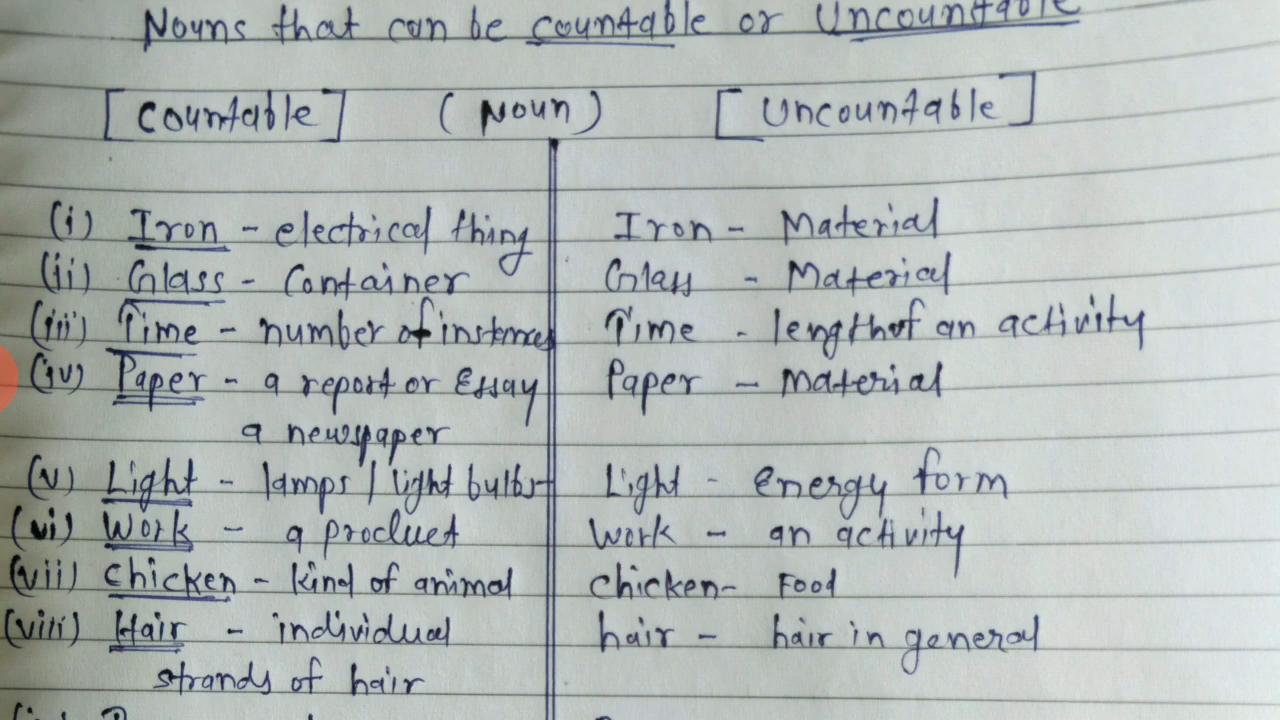 Nouns that can be countable or Uncountable
[Countable] (Noun) [Uncountable]
(i) Iron - electrical thing Iron - Material
(ii) Glass - Container Glass - Material
(iii) Time - number of instances Time - length of an activity
(iv) Paper - a report or Essay Paper - Material
a newspaper
(v) Light - lamps / light bulbs Light - energy form
(vi) Work - a product Work - an activity
(vii) Chicken - kind of animal Chicken - Food
(viii) Hair - individual hair - hair in general
strands of hair